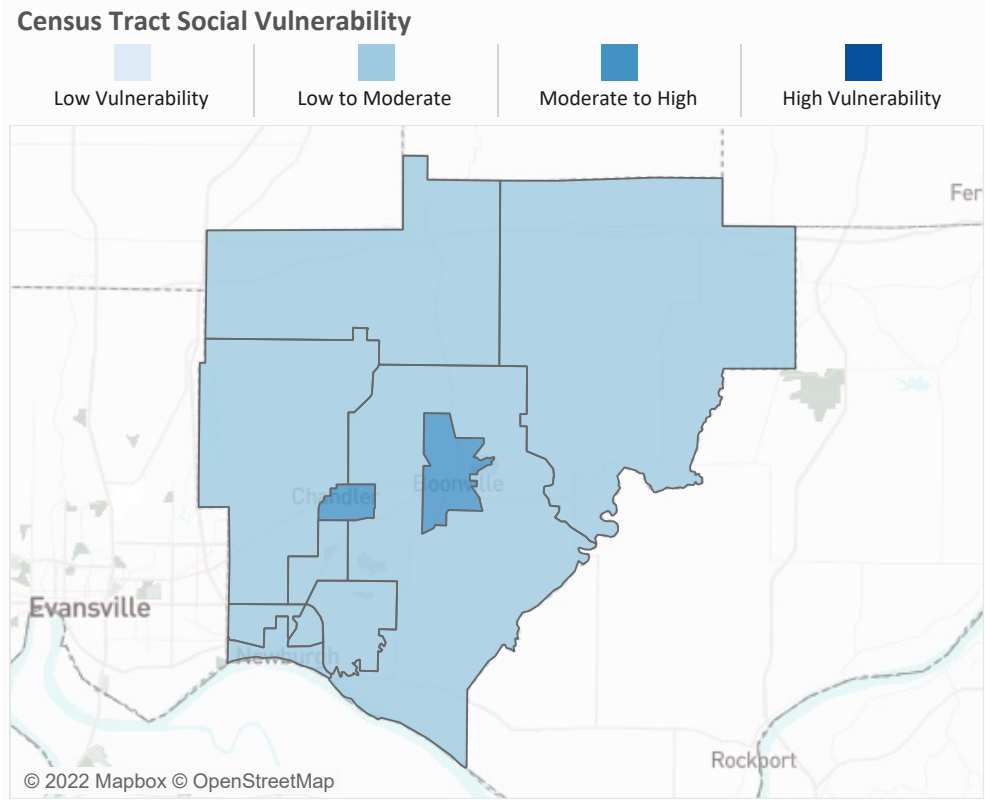 Census Tract Social Vulnerability
Low Vulnerability
Low to Moderate
Moderate to High
High Vulnerability
Fer
Chandler
Boonville
Evansville
Newburgh
Rockport
© 2022 Mapbox © OpenStreetMap